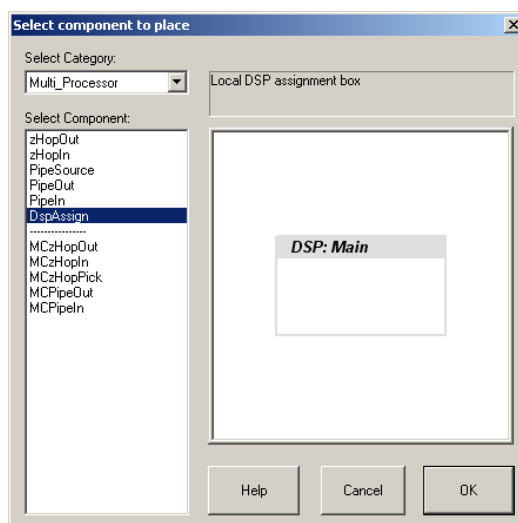 Select component to place
Select Category:
Multi_Processor
Local DSP assignment box
Select Component:
zHopOut
zHopIn
PipeSource
PipeOut
PipeIn
DspAssign
----------------
MCzHopOut
MCzHopIn
MCzHopPick
MCPipeOut
MCPipeIn
DSP: Main
Help
Cancel
OK